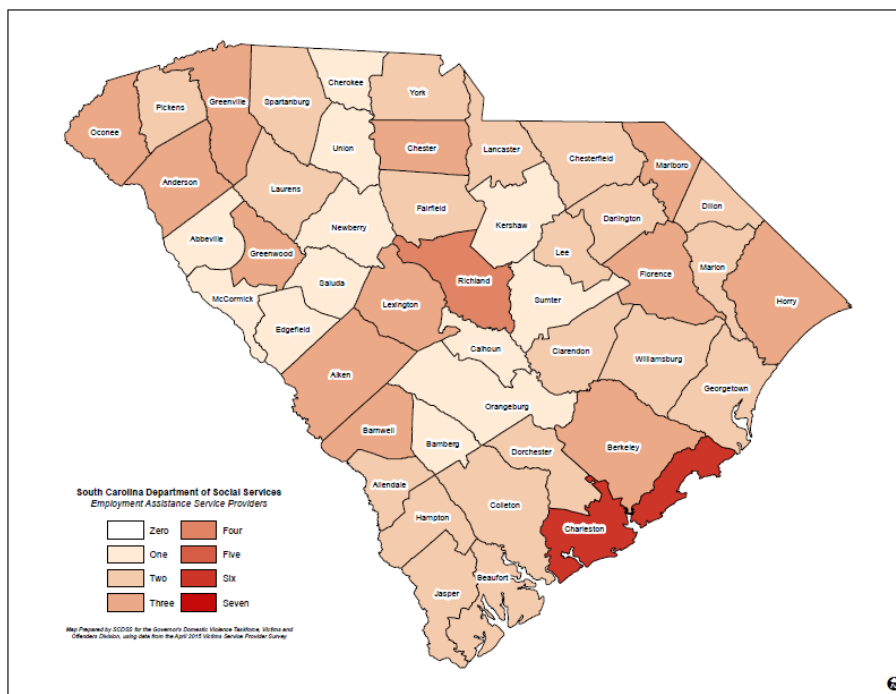 Cherokee
York
Greenville
Spartanburg
Pickens
Oconee
Union
Chester
Lancaster
Chesterfield
Marlboro
Anderson
Laurens
Dillon
Fairfield
Darlington
Newberry
Kershaw
Abbeville
Lee
Greenwood
Marion
Richland
Florence
Saluda
McCormick
Lexington
Sumter
Horry
Edgefield
Calhoun
Clarendon
Williamsburg
Aiken
Georgetown
Orangeburg
Barnwell
Bamberg
Berkeley
Dorchester
Allendale
Colleton
Hampton
Charleston
Beaufort
Jasper
South Carolina Department of Social Services
Employment Assistance Service Providers
Zero
One
Two
Three
Four
Five
Six
Seven
Map Prepared by SCDSS for the Governor's Domestic Violence Taskforce, Victims and
Offenders Division, using data from the April 2015 Victims Service Provider Survey